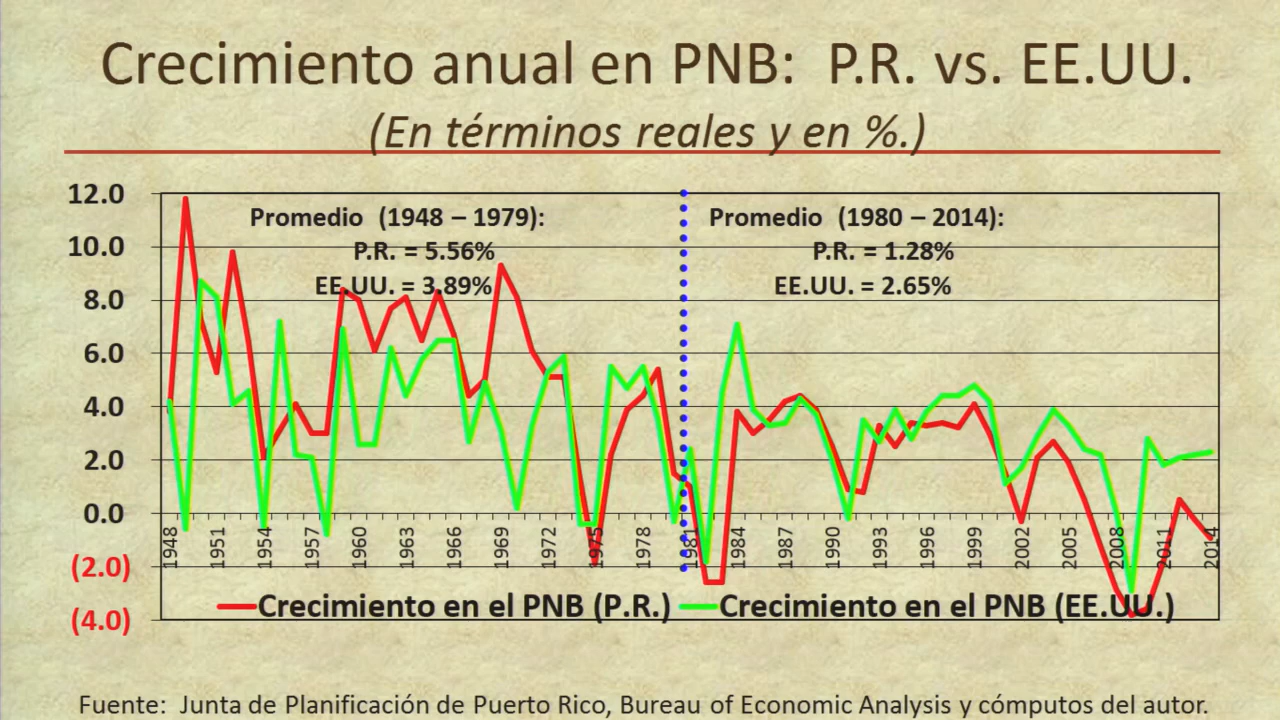 Crecimiento anual en PNB: P.R. vs. EE.UU.
(En términos reales y en %.)
12.0
10.0
8.0
6.0
4.0
2.0
0.0
(2.0)
(4.0)
Promedio (1948 – 1979):
P.R. = 5.56%
EE.UU. = 3.89%
Promedio (1980 – 2014):
P.R. = 1.28%
EE.UU. = 2.65%
1948 1951 1954 1957 1960 1963 1966 1969 1972 1975 1978 1981 1984 1987 1990 1993 1996 1999 2002 2005 2008 2011 2014
Crecimiento en el PNB (P.R.) Crecimiento en el PNB (EE.UU.)
Fuente: Junta de Planificación de Puerto Rico, Bureau of Economic Analysis y cómputos del autor.